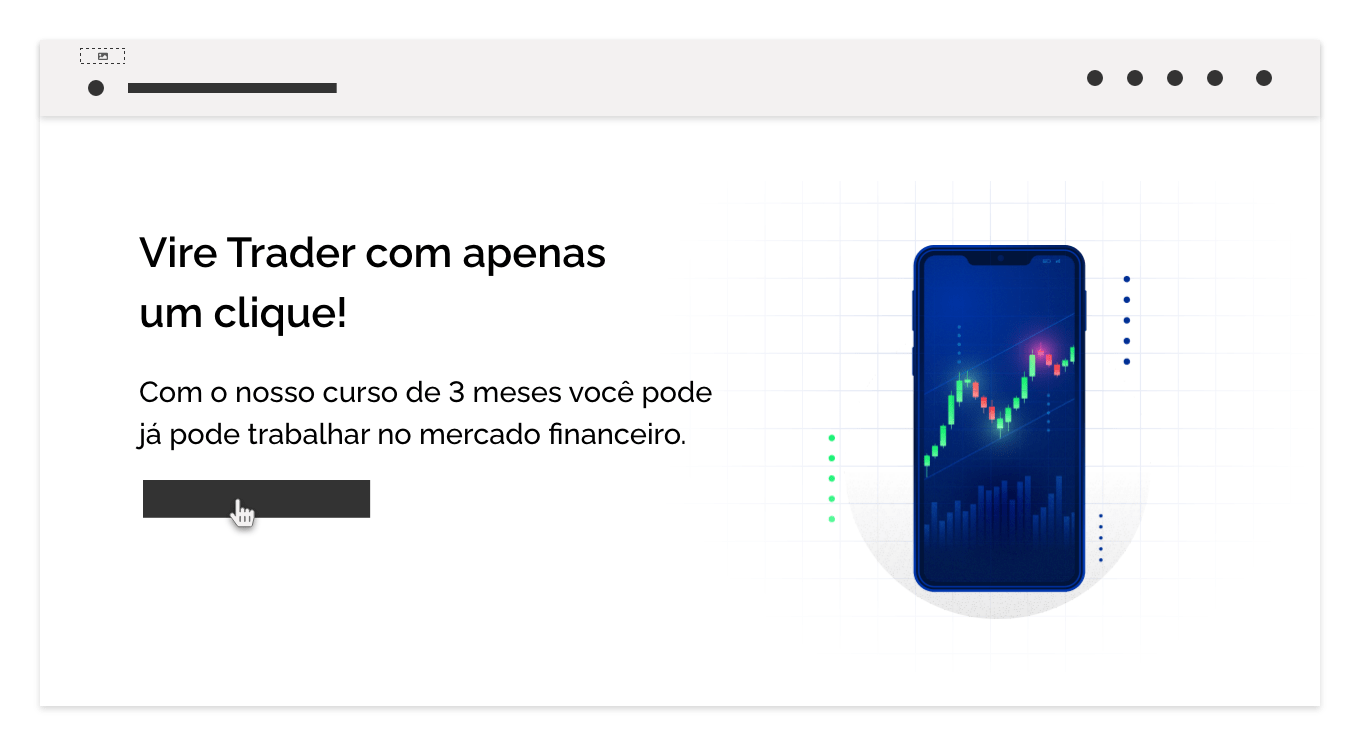 Vire Trader com apenas
um clique!
Com o nosso curso de 3 meses você pode
já pode trabalhar no mercado financeiro.